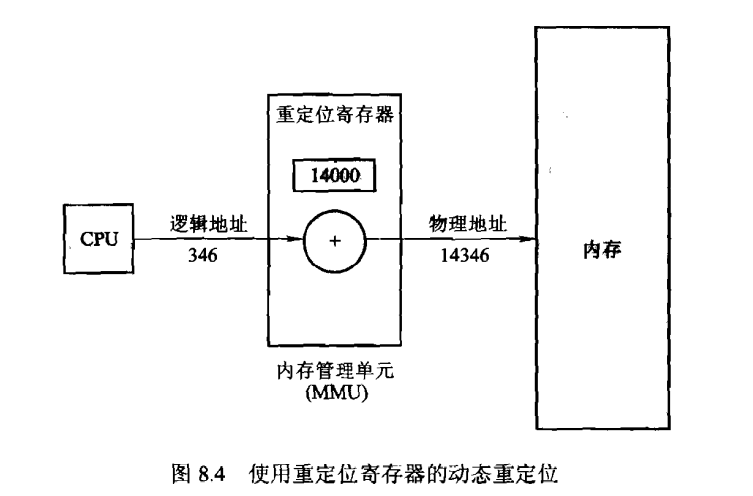 重定位寄存器
14000
CPU
逻辑地址
346
+
物理地址
14346
内存
内存管理单元
(MMU)
图 8.4 使用重定位寄存器的动态重定位